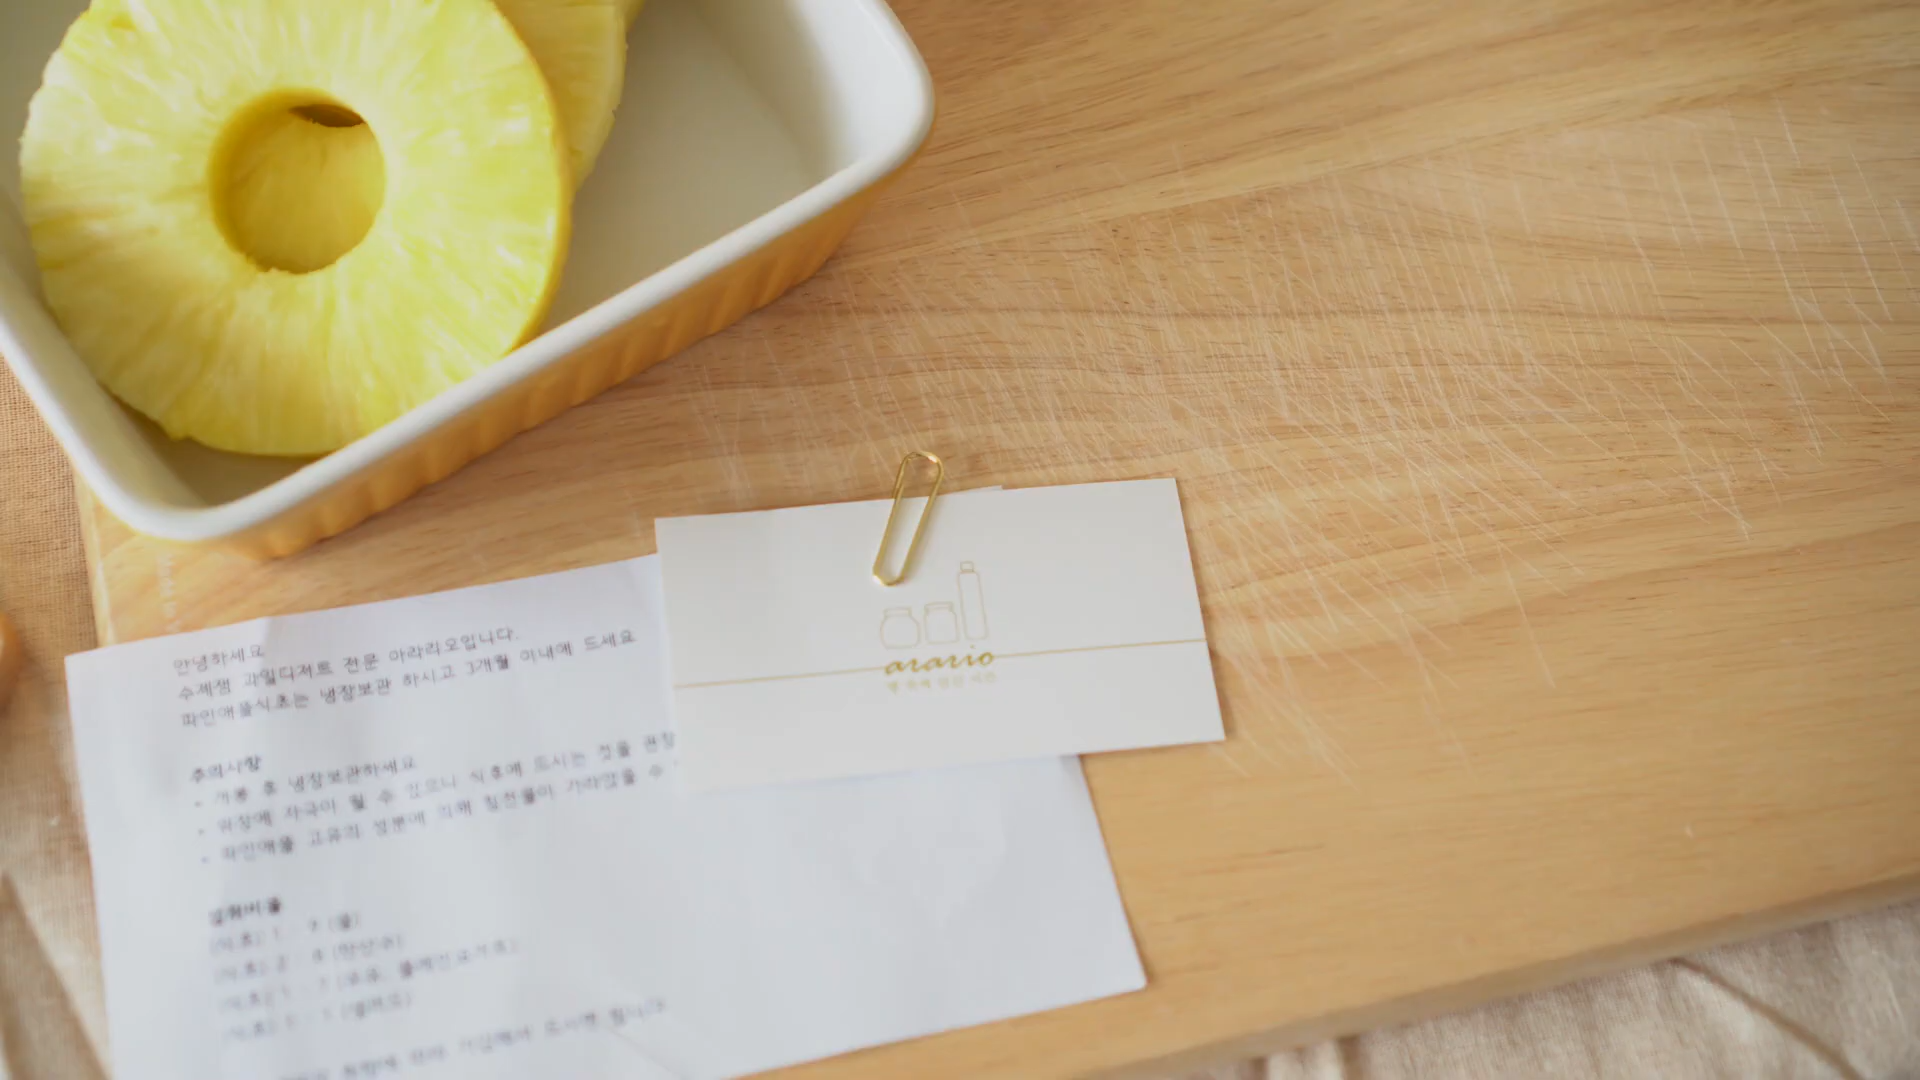 안녕하세요
수제잼 과일디저트 전문 아라리오입니다.
파인애플식초는 냉장보관 하시고 3개월 이내에 드세요
주의사항
• 개봉 후 냉장보관하세요
• 위장에 자극이 될 수 있으니 식후에 드시는 것을 권장
• 파인애플 고유의 성분에 의해 침전물이 가라앉을 수
섭취비율
(식초) 1 : 9 (물)
(식초) 2 : 8 (탄산수)
(식초) 1 : 1 (우유, 플레인요거트)
(식초) 1 : 1 (샐러드)
arario